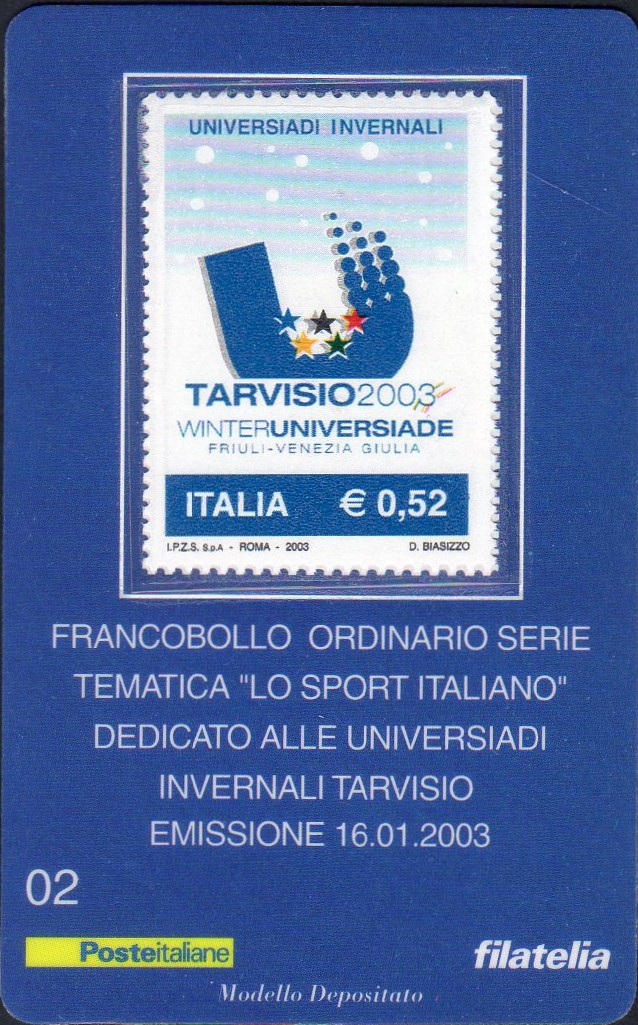 UNIVERSIADI INVERNALI
TARVISIO2003
WINTERUNIVERSIADE
FRIULI-VENEZIA GIULIA
ITALIA € 0,52
I.P.Z.S. S.p.A - ROMA - 2003 D. BIASIZZO
FRANCOBOLLO ORDINARIO SERIE
TEMATICA "LO SPORT ITALIANO"
DEDICATO ALLE UNIVERSIADI
INVERNALI TARVISIO
EMISSIONE 16.01.2003
02
Posteitaliane filatelia
Modello Depositato